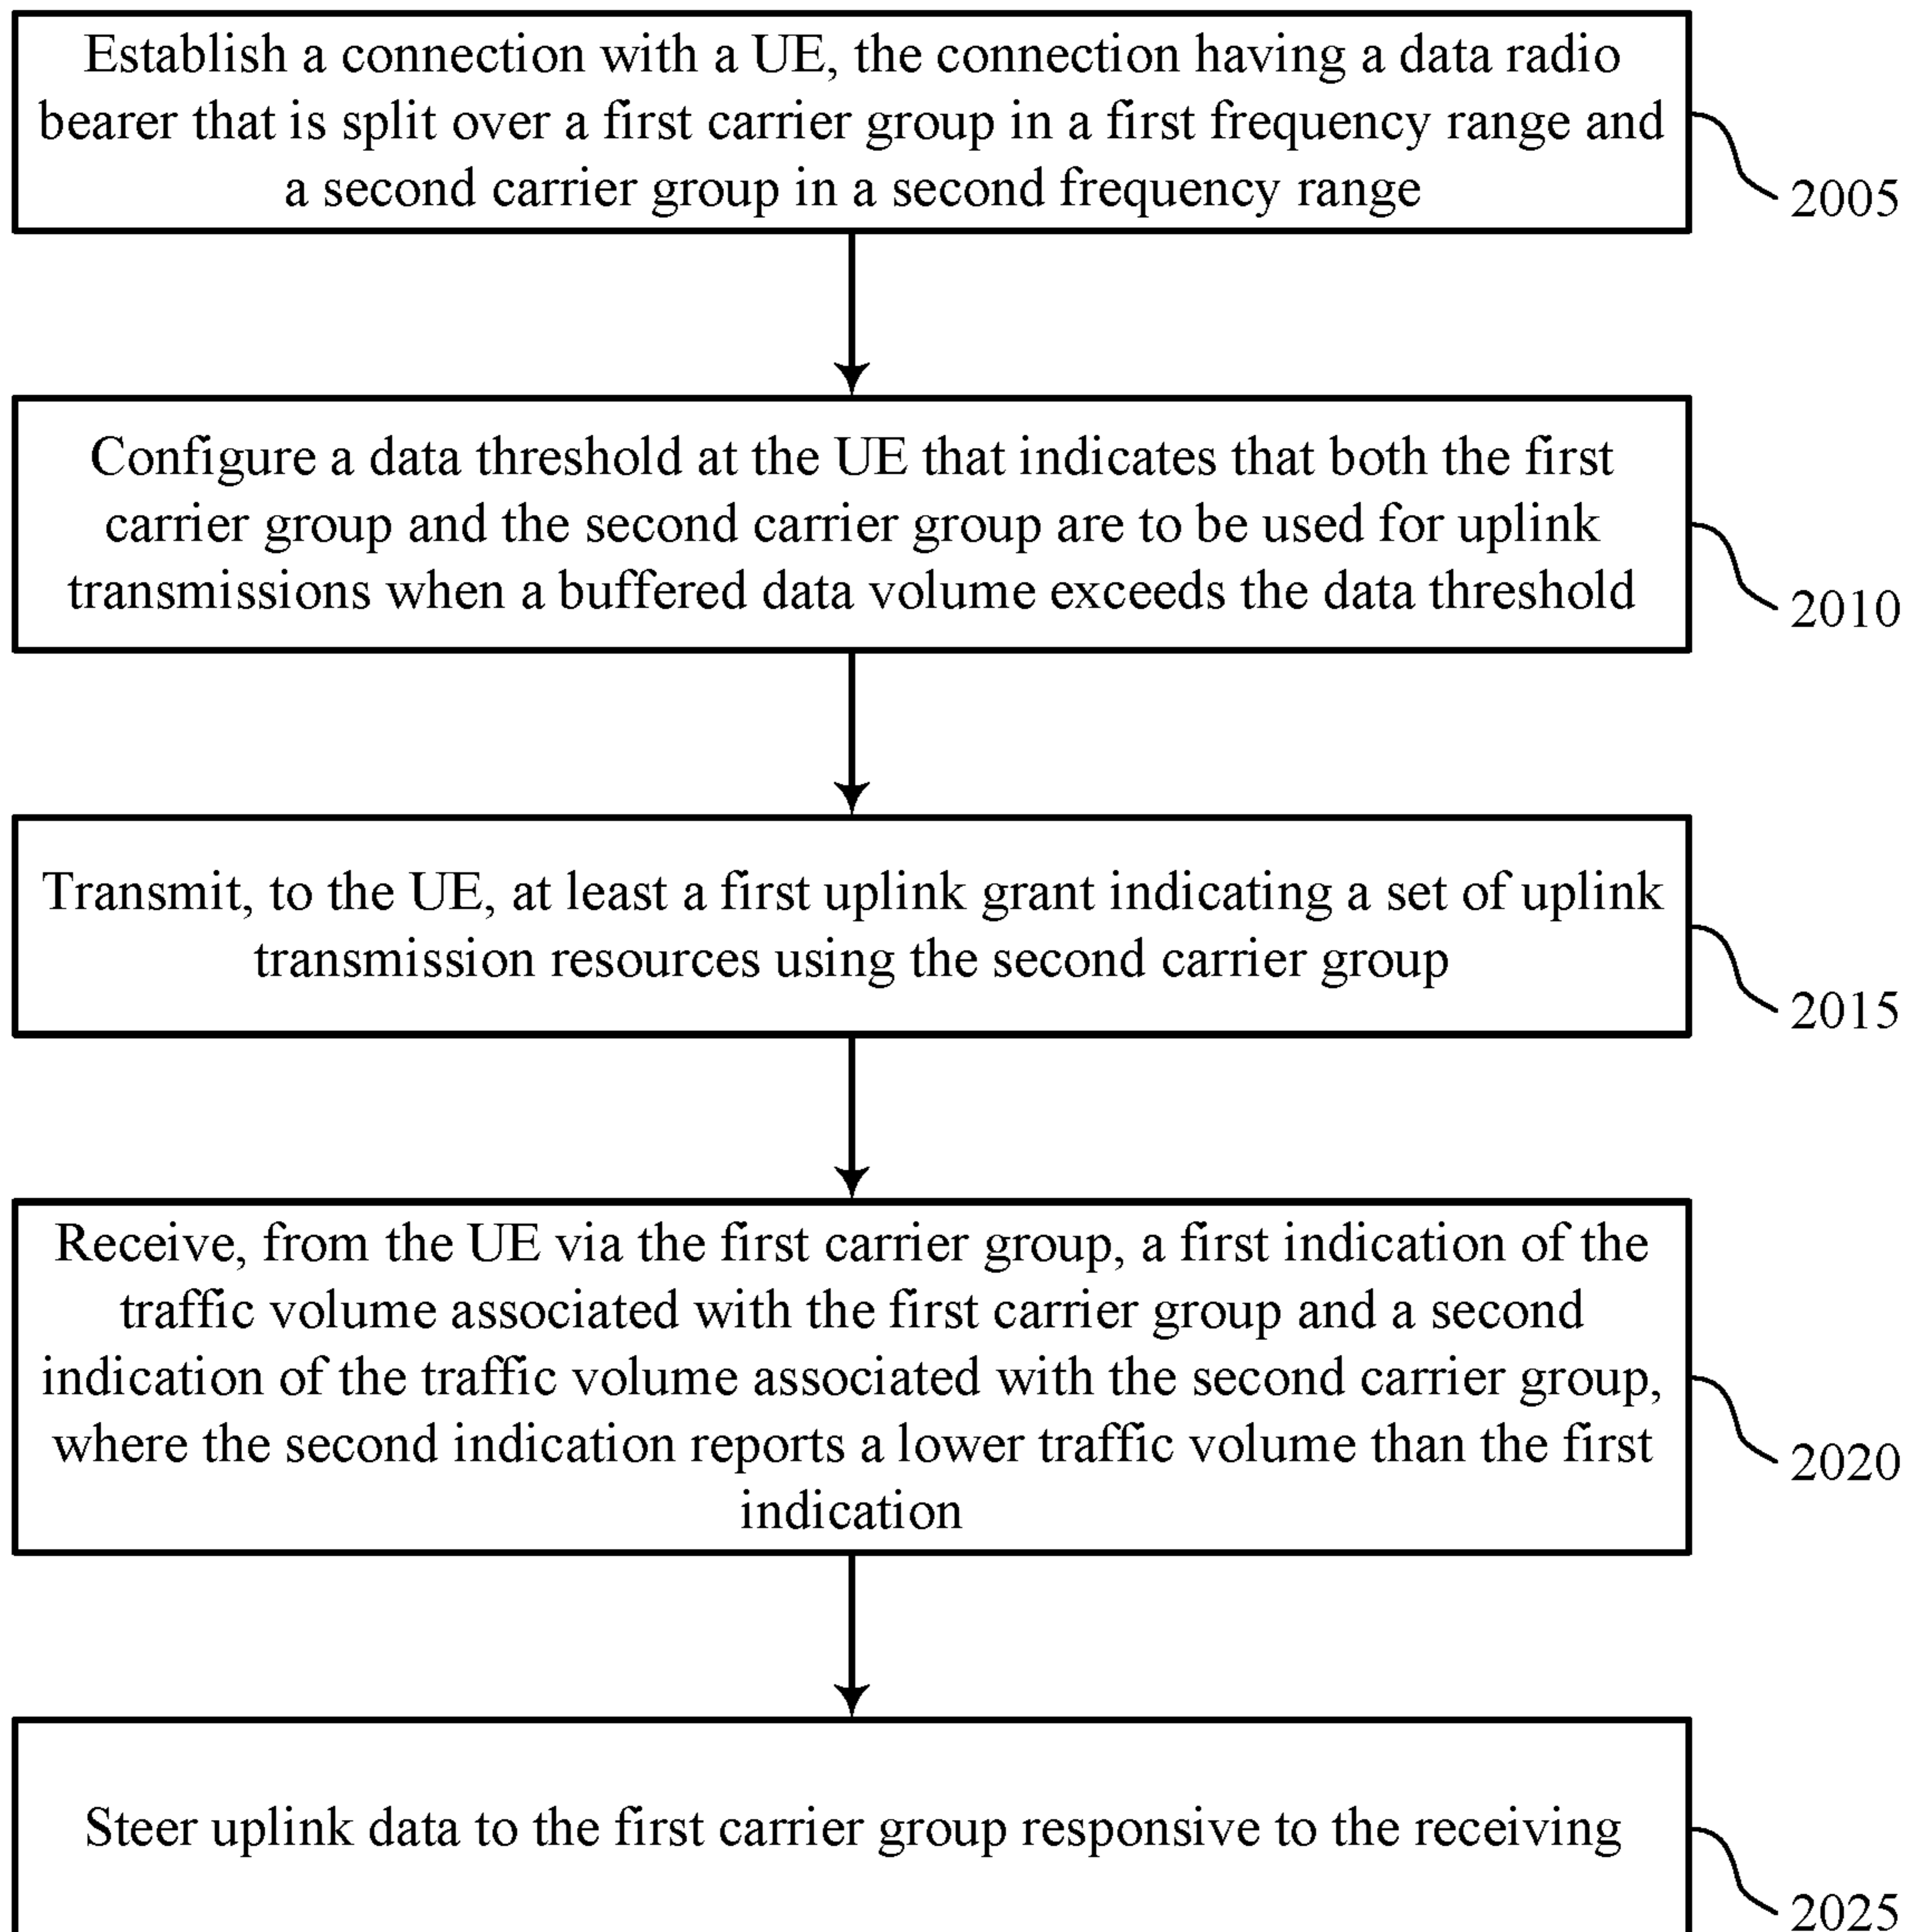 Establish a connection with a UE, the connection having a data radio
bearer that is split over a first carrier group in a first frequency range and
a second carrier group in a second frequency range
2005
Configure a data threshold at the UE that indicates that both the first
carrier group and the second carrier group are to be used for uplink
transmissions when a buffered data volume exceeds the data threshold
2010
Transmit, to the UE, at least a first uplink grant indicating a set of uplink
transmission resources using the second carrier group
2015
Receive, from the UE via the first carrier group, a first indication of the
traffic volume associated with the first carrier group and a second
indication of the traffic volume associated with the second carrier group,
where the second indication reports a lower traffic volume than the first
indication
2020
Steer uplink data to the first carrier group responsive to the receiving
2025